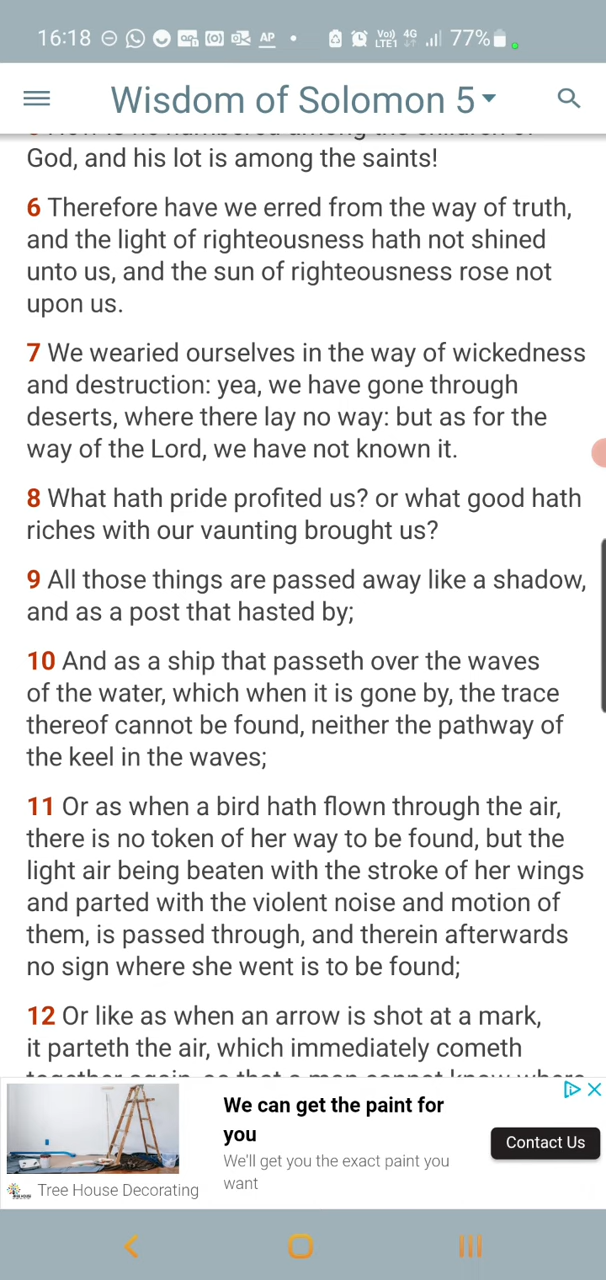 16:18 AP Vo)) LTE1 4G 77%
Wisdom of Solomon 5
God, and his lot is among the saints!
6 Therefore have we erred from the way of truth,
and the light of righteousness hath not shined
unto us, and the sun of righteousness rose not
upon us.
7 We wearied ourselves in the way of wickedness
and destruction: yea, we have gone through
deserts, where there lay no way: but as for the
way of the Lord, we have not known it.
8 What hath pride profited us? or what good hath
riches with our vaunting brought us?
9 All those things are passed away like a shadow,
and as a post that hasted by;
10 And as a ship that passeth over the waves
of the water, which when it is gone by, the trace
thereof cannot be found, neither the pathway of
the keel in the waves;
11 Or as when a bird hath flown through the air,
there is no token of her way to be found, but the
light air being beaten with the stroke of her wings
and parted with the violent noise and motion of
them, is passed through, and therein afterwards
no sign where she went is to be found;
12 Or like as when an arrow is shot at a mark,
it parteth the air, which immediately cometh
We can get the paint for
you
We'll get you the exact paint you
want
Contact Us
Tree House Decorating